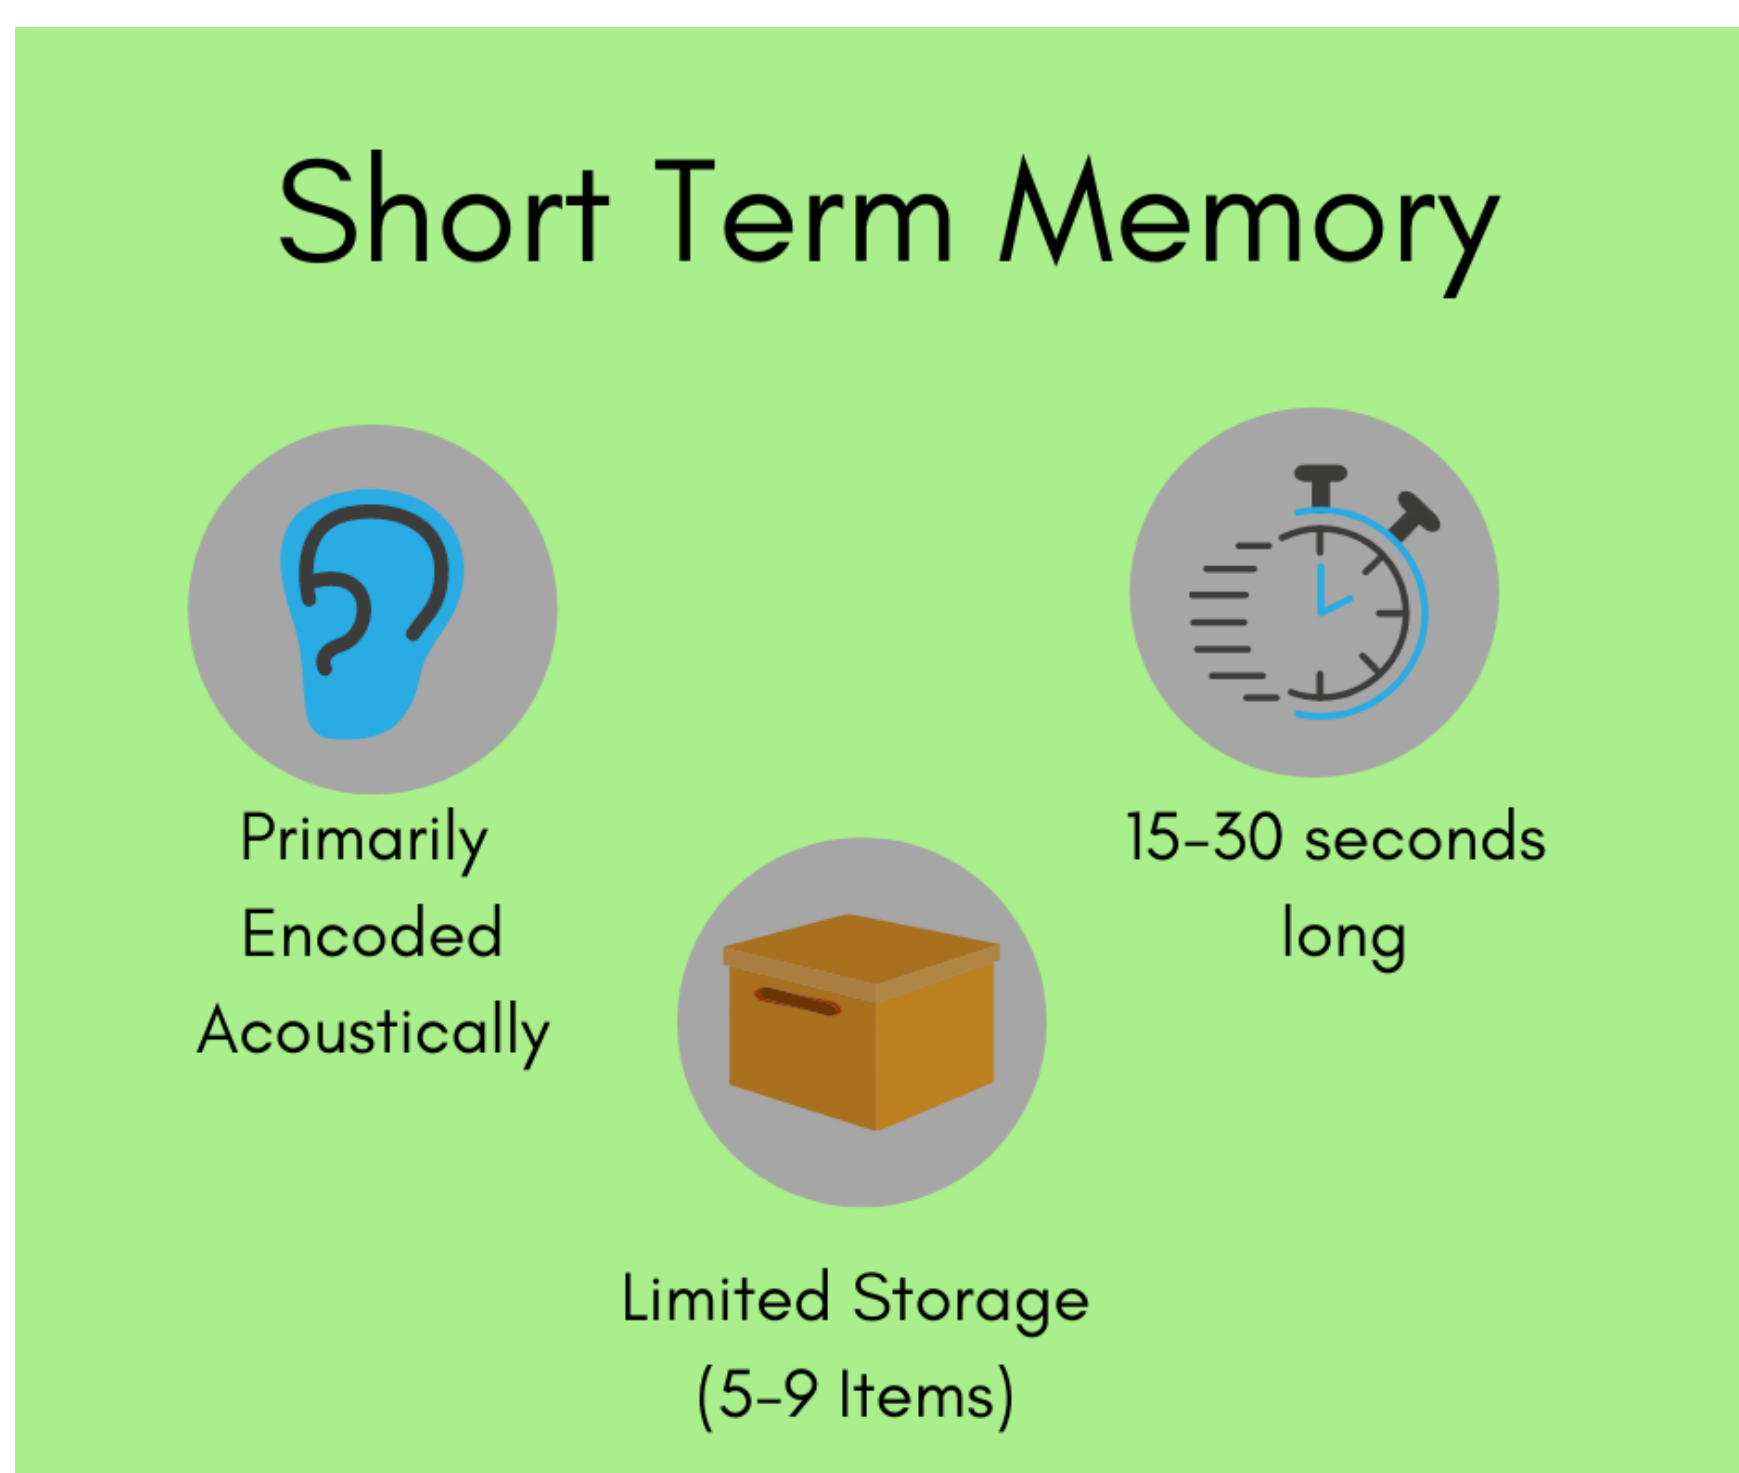 Short Term Memory
Primarily
Encoded
Acoustically
15-30 seconds
long
Limited Storage
(5-9 Items)